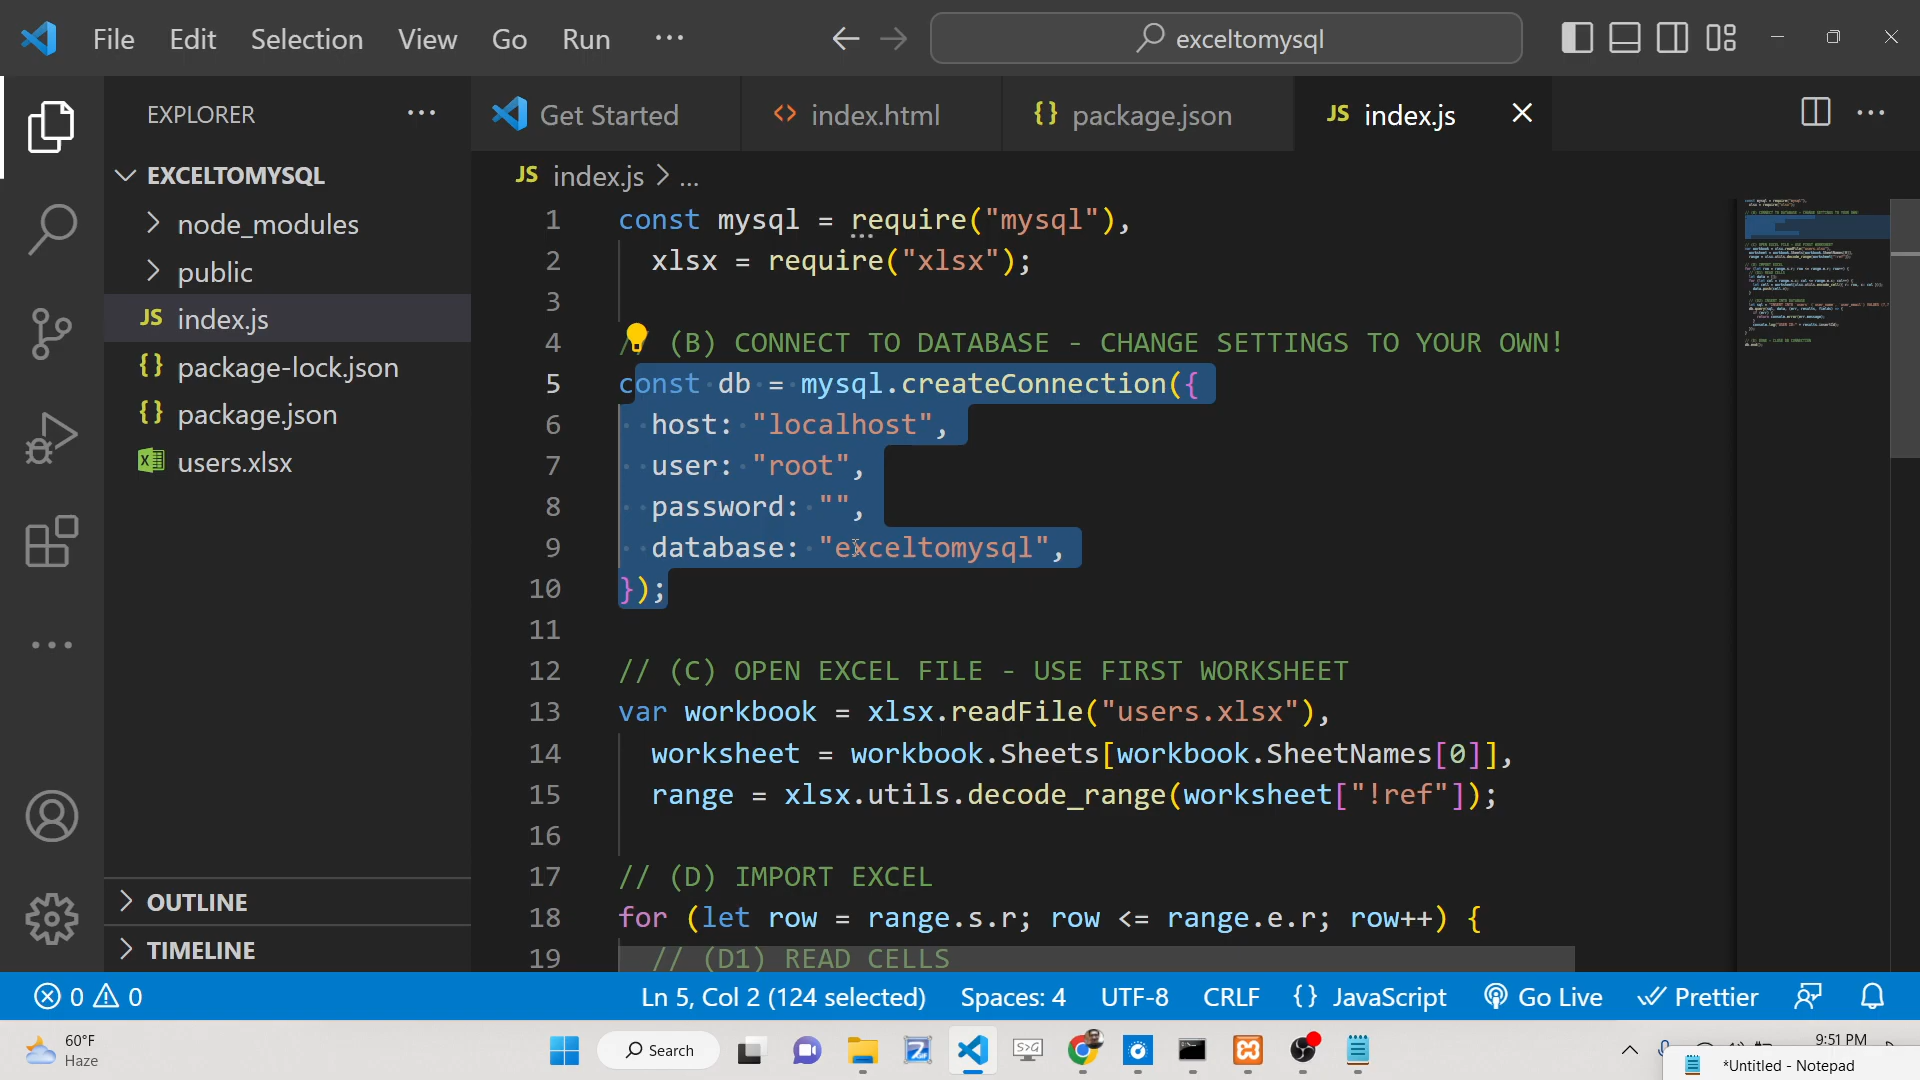 File Edit Selection View Go Run ···
exceltomysql
EXPLORER ···
Get Started
index.html
package.json
JS index.js
EXCELTOMYSQL
JS index.js > ...
node_modules
public
JS index.js
package-lock.json
package.json
users.xlsx
OUTLINE
TIMELINE
1 const mysql = require("mysql"),
2 xlsx = require("xlsx");
3
4 // (B) CONNECT TO DATABASE - CHANGE SETTINGS TO YOUR OWN!
5 const db = mysql.createConnection({
6 host: "localhost",
7 user: "root",
8 password: "",
9 database: "exceltomysql",
10 });
11
12 // (C) OPEN EXCEL FILE - USE FIRST WORKSHEET
13 var workbook = xlsx.readFile("users.xlsx"),
14 worksheet = workbook.Sheets[workbook.SheetNames[0]],
15 range = xlsx.utils.decode_range(worksheet["!ref"]);
16
17 // (D) IMPORT EXCEL
18 for (let row = range.s.r; row <= range.e.r; row++) {
19 // (D1) READ CELLS
0 0 Ln 5, Col 2 (124 selected) Spaces: 4 UTF-8 CRLF {} JavaScript Go Live Prettier
60°F
Haze
Search
9:51 PM
*Untitled - Notepad